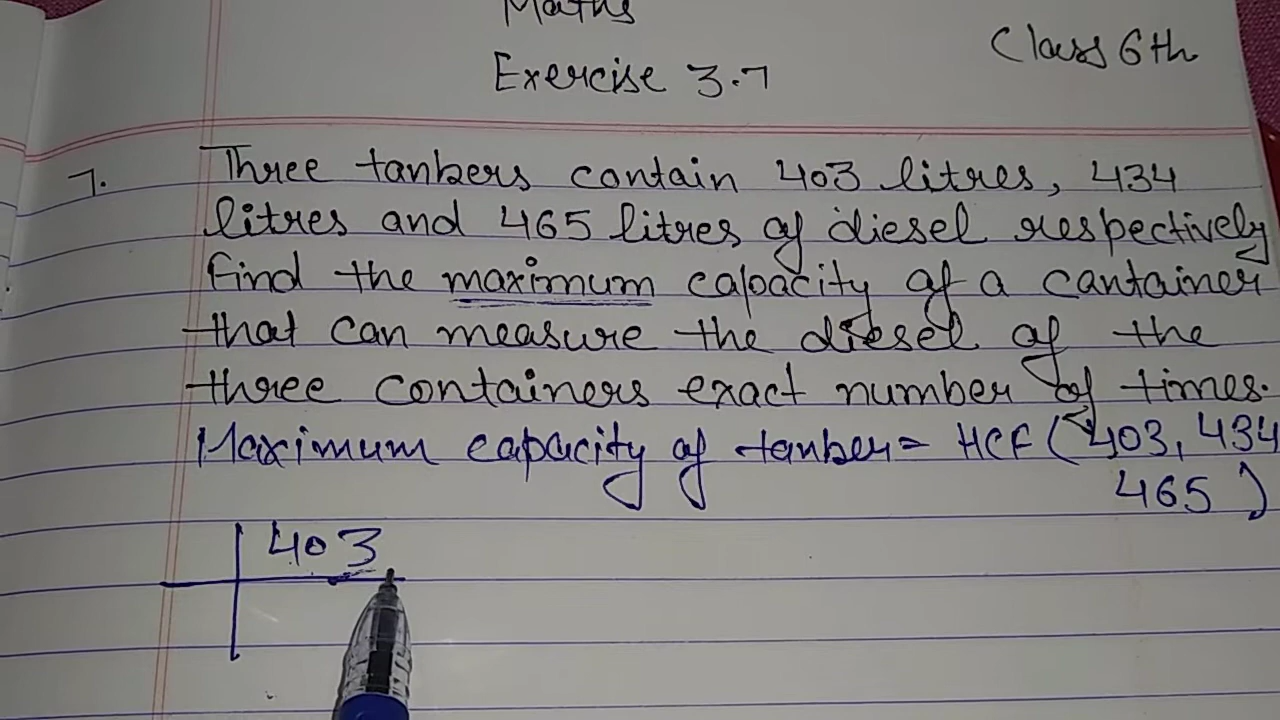 Maths
Class 6th
Exercise 3.7
7. Three tankers contain 403 litres, 434
litres and 465 litres of diesel respectively
find the maximum capacity of a cantainer
that can measure the diesel of the
three containers exact number of times.
Maximum capacity of tanker = HCF (403, 434
465)
403